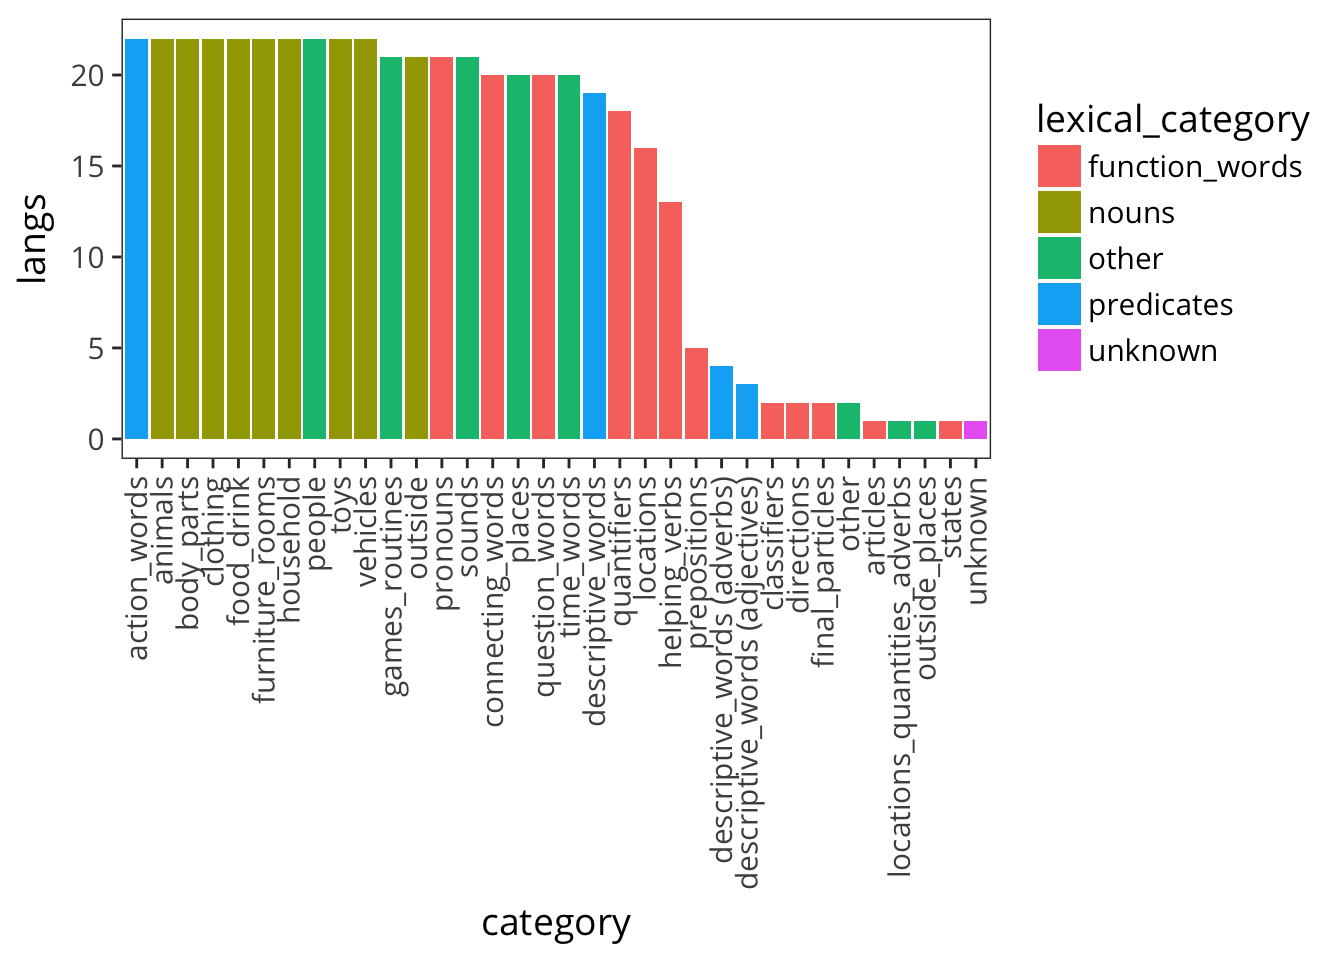 langs
20
15
10
5
0
action_words
animals
body_parts
clothing
food_drink
furniture_rooms
household
people
toys
vehicles
games_routines
outside
pronouns
sounds
connecting_words
places
question_words
time_words
descriptive_words
quantifiers
locations
helping_verbs
prepositions
descriptive_words (adverbs)
descriptive_words (adjectives)
classifiers
directions
final_particles
other
articles
locations_quantities_adverbs
outside_places
states
unknown
category
lexical_category
function_words
nouns
other
predicates
unknown